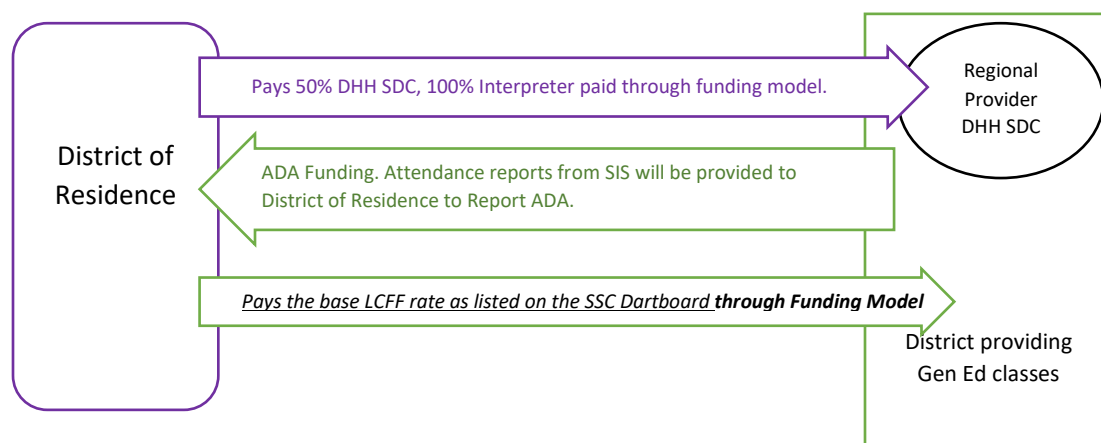 Pays 50% DHH SDC, 100% Interpreter paid through funding model.
Regional
Provider
DHH SDC
District of
Residence
ADA Funding. Attendance reports from SIS will be provided to
District of Residence to Report ADA.
Pays the base LCFF rate as listed on the SSC Dartboard through Funding Model
District providing
Gen Ed classes